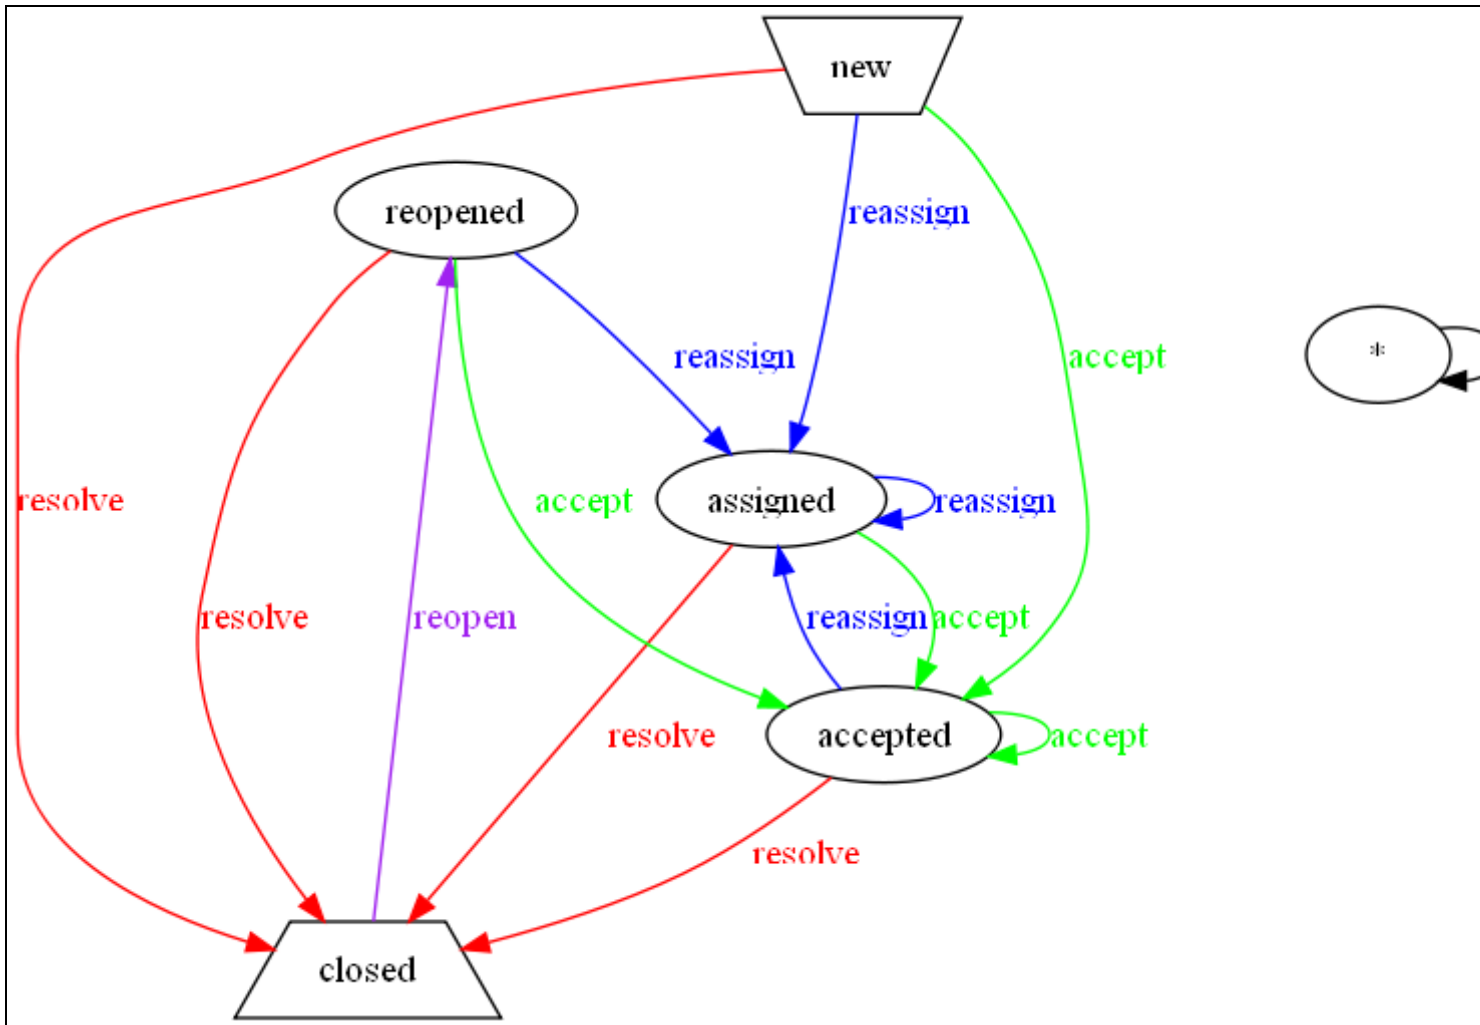 new
reopened
reassign
reassign
accept
*
resolve
accept
assigned
reassign
resolve
reopen
reassign
accept
resolve
accepted
accept
resolve
closed